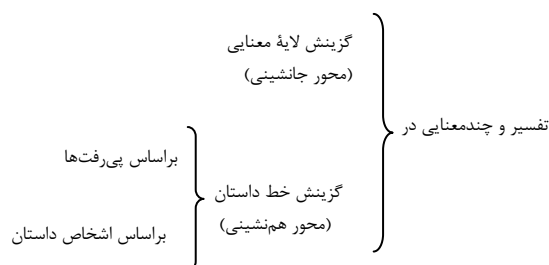 تفسیر و چندمعنایی در
گزینش لایۀ معنایی
(محور جانشینی)
گزینش خط داستان
(محور هم‌نشینی)
براساس پی‌رفت‌ها
براساس اشخاص داستان